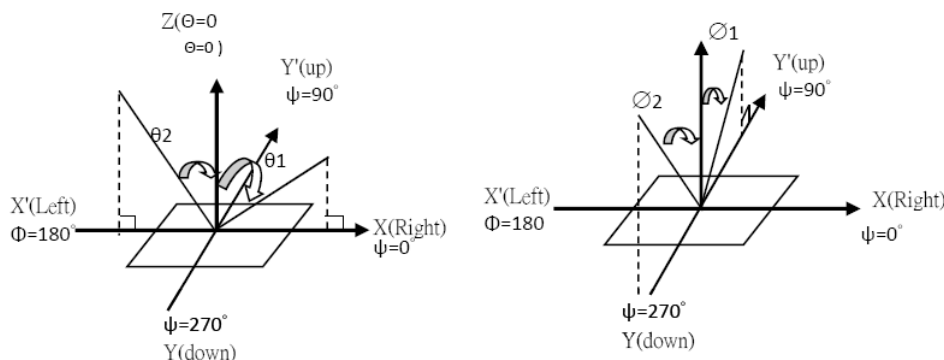 Z(Θ=0
Θ=0 )
Y'(up)
ψ=90°
θ2
θ1
X'(Left)
Φ=180°
X(Right)
ψ=0°
ψ=270°
Y(down)
∅1
Y'(up)
ψ=90°
∅2
X'(Left)
Φ=180
X(Right)
ψ=0°
ψ=270°
Y(down)